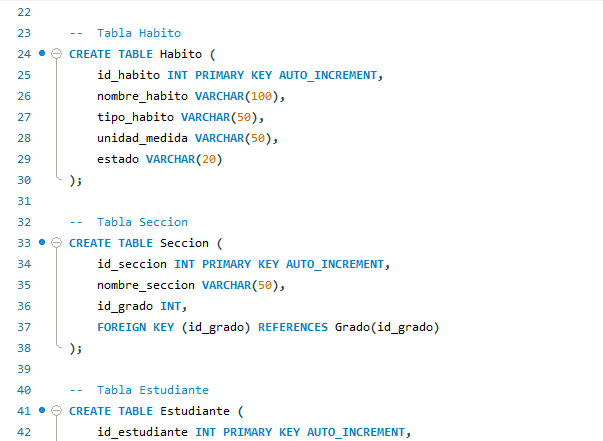 22
23 -- Tabla Habito
24 CREATE TABLE Habito (
25 id_habito INT PRIMARY KEY AUTO_INCREMENT,
26 nombre_habito VARCHAR(100),
27 tipo_habito VARCHAR(50),
28 unidad_medida VARCHAR(50),
29 estado VARCHAR(20)
30 );
31
32 -- Tabla Seccion
33 CREATE TABLE Seccion (
34 id_seccion INT PRIMARY KEY AUTO_INCREMENT,
35 nombre_seccion VARCHAR(50),
36 id_grado INT,
37 FOREIGN KEY (id_grado) REFERENCES Grado(id_grado)
38 );
39
40 -- Tabla Estudiante
41 CREATE TABLE Estudiante (
42 id_estudiante INT PRIMARY KEY AUTO_INCREMENT,